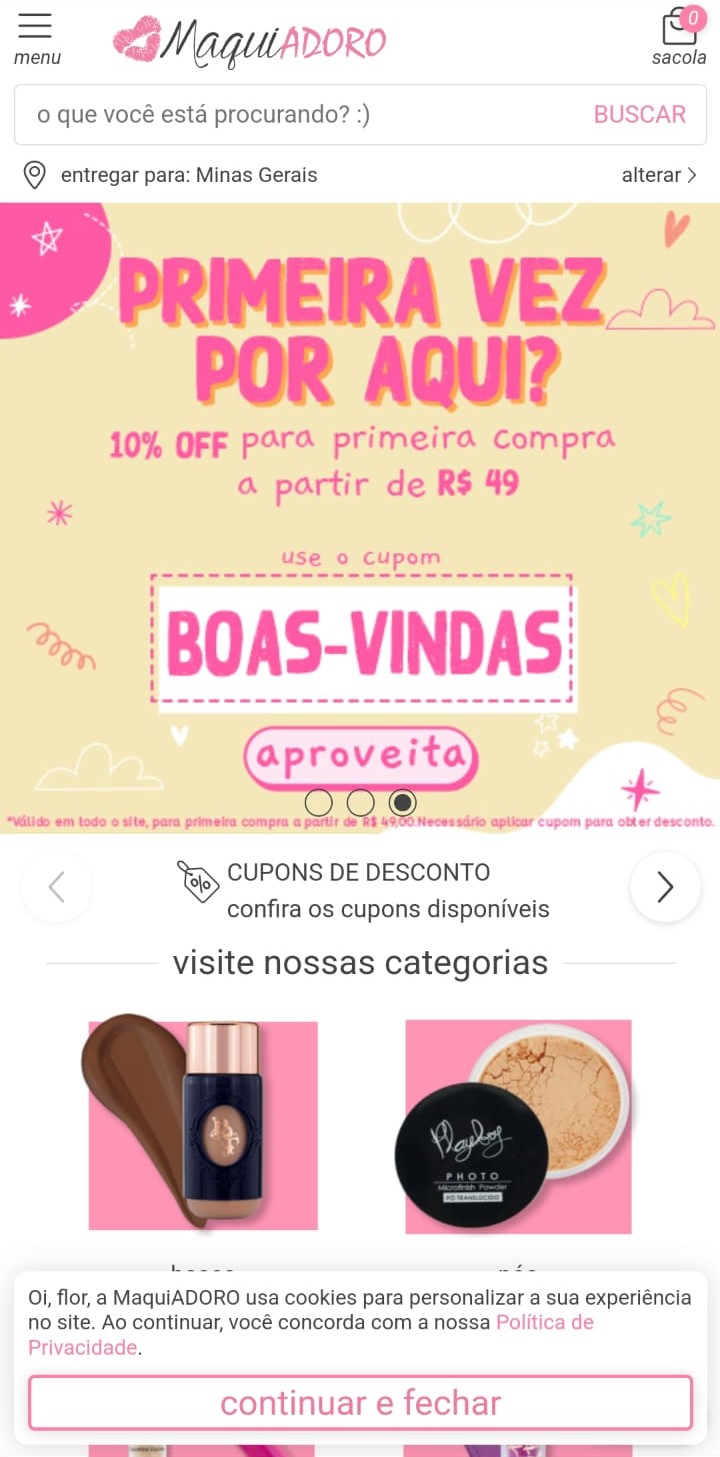 menu
MaquiADORO
0
sacola
o que você está procurando? :)
BUSCAR
entregar para: Minas Gerais
alterar
PRIMEIRA VEZ
POR AQUI?
10% OFF para primeira compra
a partir de R$ 49
use o cupom
BOAS-VINDAS
aproveita
*Válido em todo o site, para primeira compra a partir de R$ 49,00.Necessário aplicar cupom para obter desconto.
%
CUPONS DE DESCONTO
confira os cupons disponíveis
visite nossas categorias
Playboy
PHOTO
Microfinish Powder
PÓ TRANSLÚCIDO
Oi, flor, a MaquiADORO usa cookies para personalizar a sua experiência
no site. Ao continuar, você concorda com a nossa Política de
Privacidade.
continuar e fechar